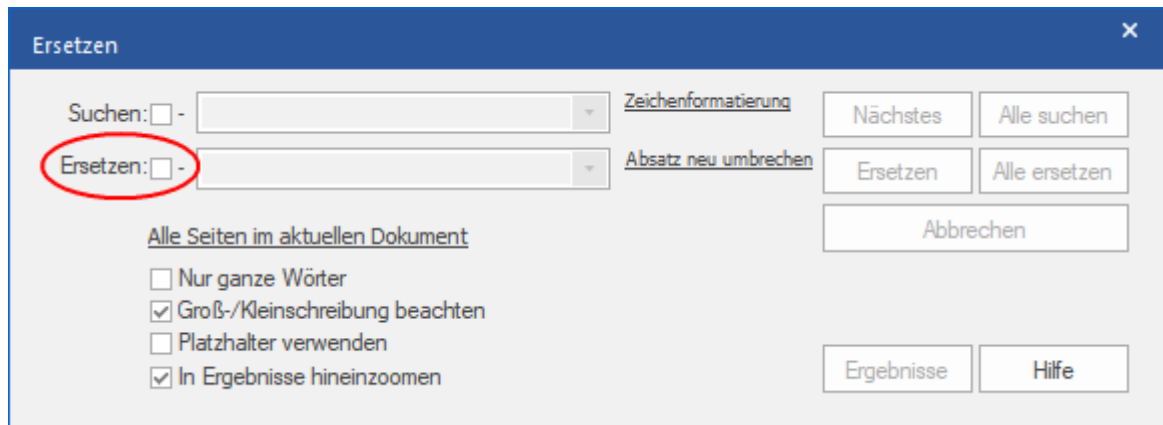 Ersetzen
Suchen: - Zeichenformatierung Nächstes Alle suchen
Ersetzen: - Absatz neu umbrechen Ersetzen Alle ersetzen
Alle Seiten im aktuellen Dokument Abbrechen
Nur ganze Wörter
Groß-/Kleinschreibung beachten
Platzhalter verwenden
In Ergebnisse hineinzoomen Ergebnisse Hilfe